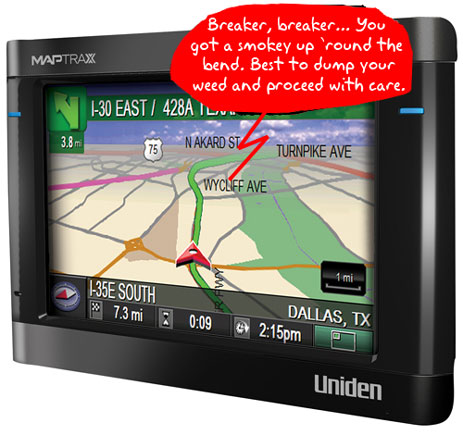 Breaker, breaker... You
got a smokey up 'round the
bend. Best to dump your
weed and proceed with care.
MAPTRAX
I-30 EAST / 428A
3.8 mi
75
N AKARD ST
TURNPIKE AVE
WYCLIFF AVE
HWY
1 mi
I-35E SOUTH
DALLAS, TX
7.3 mi
0:09
2:15pm
Uniden